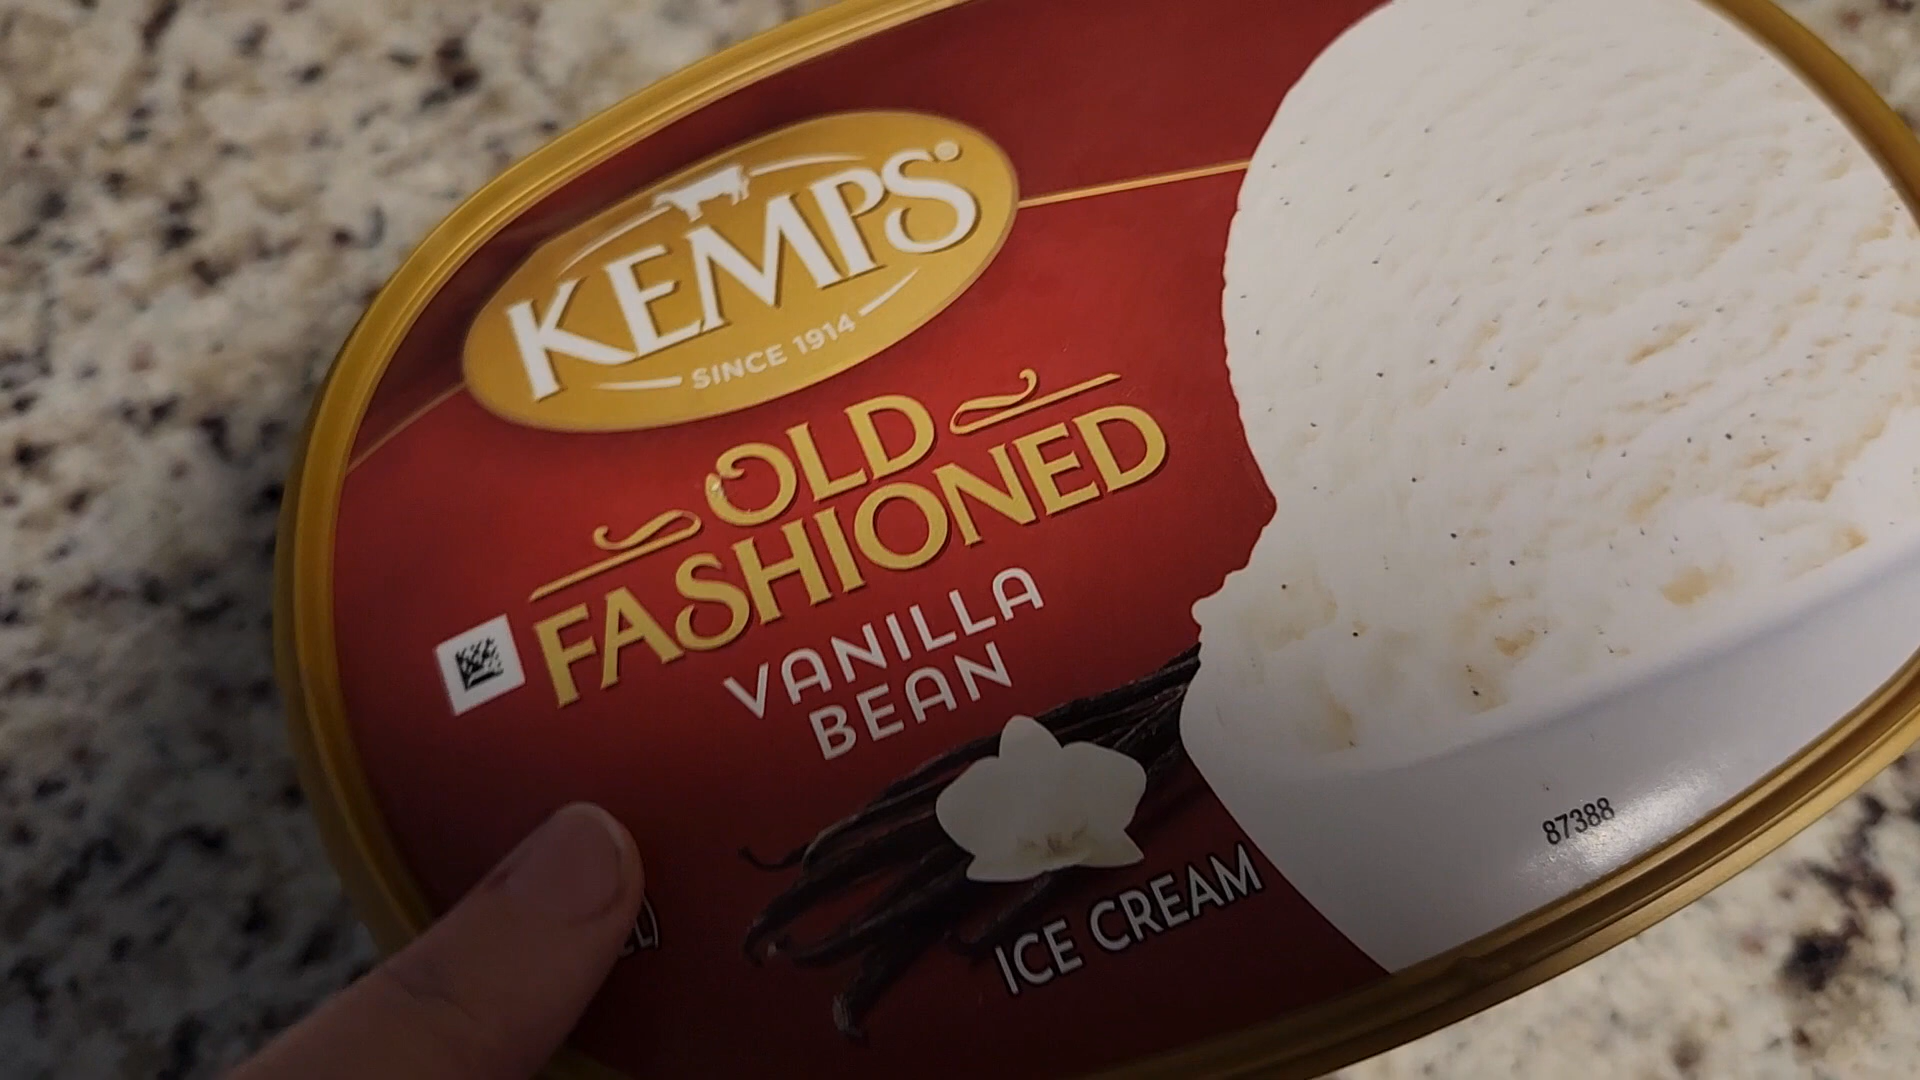 KEMPS®
SINCE 1914
OLD
FASHIONED
VANILLA
BEAN
ICE CREAM
87388